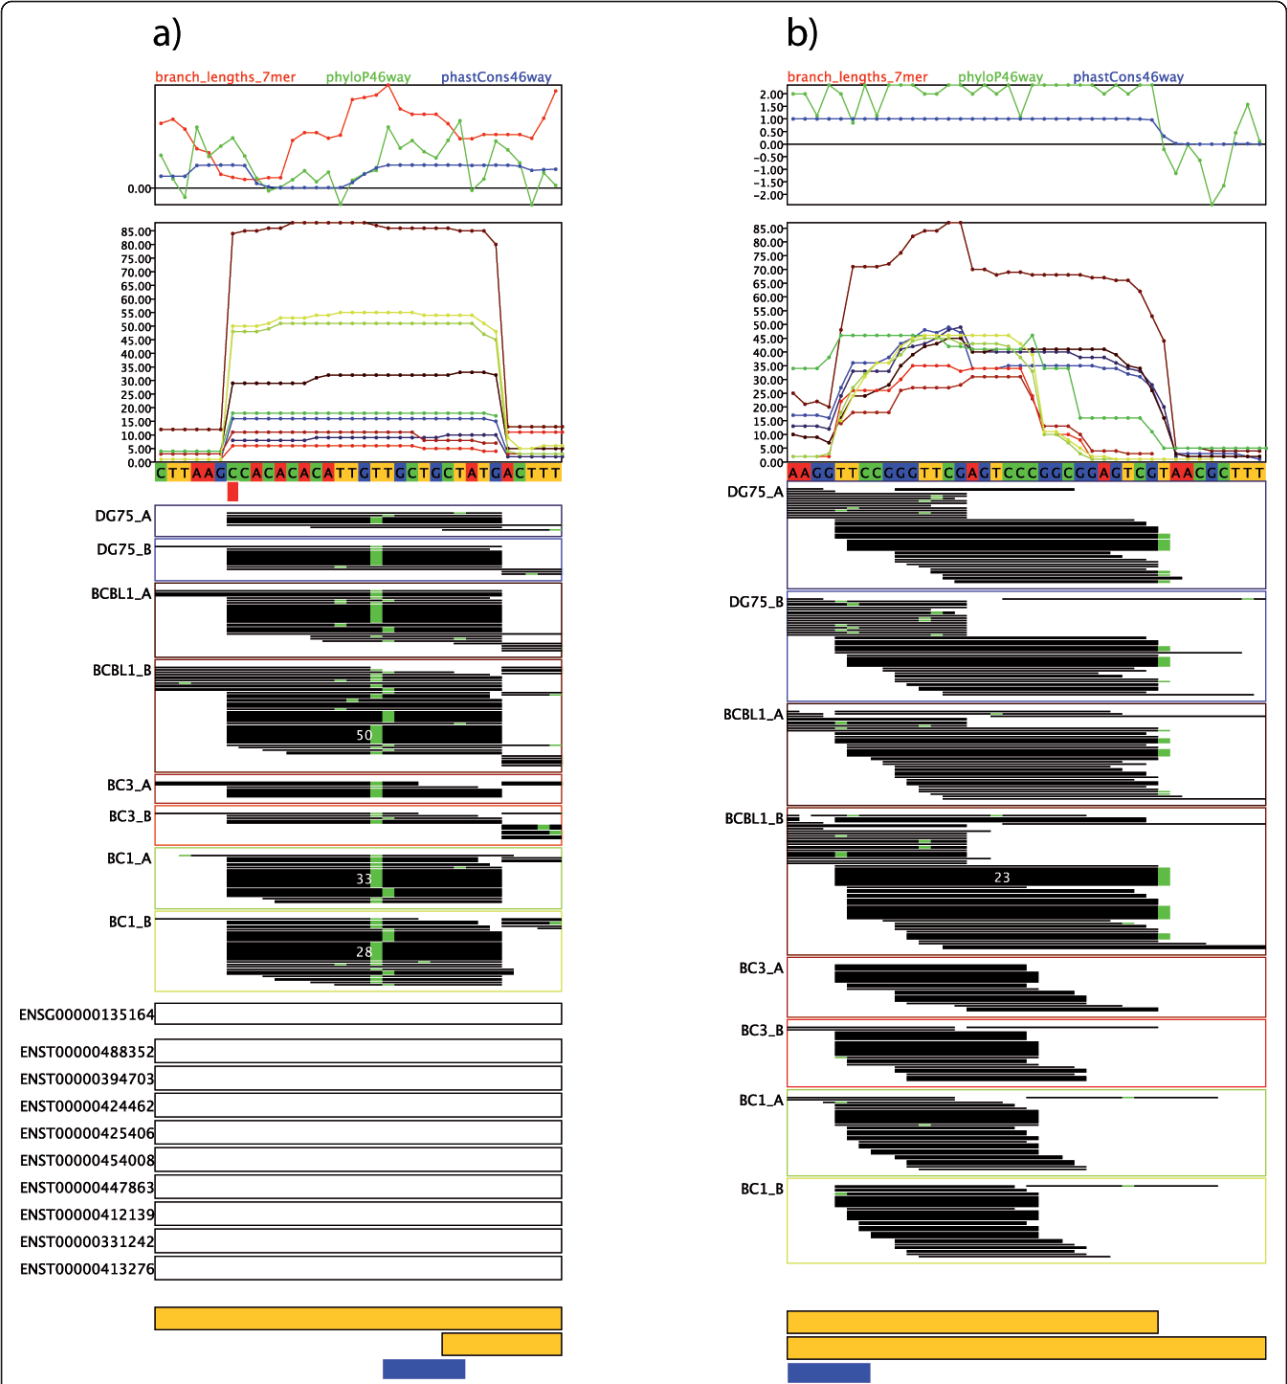 a)
branch_lengths_7mer phyloP46way phastCons46way
0.00
85.00
80.00
75.00
70.00
65.00
60.00
55.00
50.00
45.00
40.00
35.00
30.00
25.00
20.00
15.00
10.00
5.00
0.00
CTTAAGCCACACACATTGTTGCTGCTATGACTTT
DG75_A
DG75_B
BCBL1_A
BCBL1_B
50
BC3_A
BC3_B
BC1_A
33
BC1_B
28
ENSG00000135164
ENST00000488352
ENST00000394703
ENST00000424462
ENST00000425406
ENST00000454008
ENST00000447863
ENST00000412139
ENST00000331242
ENST00000413276
b)
branch_lengths_7mer phyloP46way phastCons46way
2.00
1.50
1.00
0.50
0.00
-0.50
-1.00
-1.50
-2.00
85.00
80.00
75.00
70.00
65.00
60.00
55.00
50.00
45.00
40.00
35.00
30.00
25.00
20.00
15.00
10.00
5.00
0.00
AAGGTTCCGGGTTCGAGTCCCGGCGGAGTCGTAACGCTTT
DG75_A
DG75_B
BCBL1_A
BCBL1_B
23
BC3_A
BC3_B
BC1_A
BC1_B